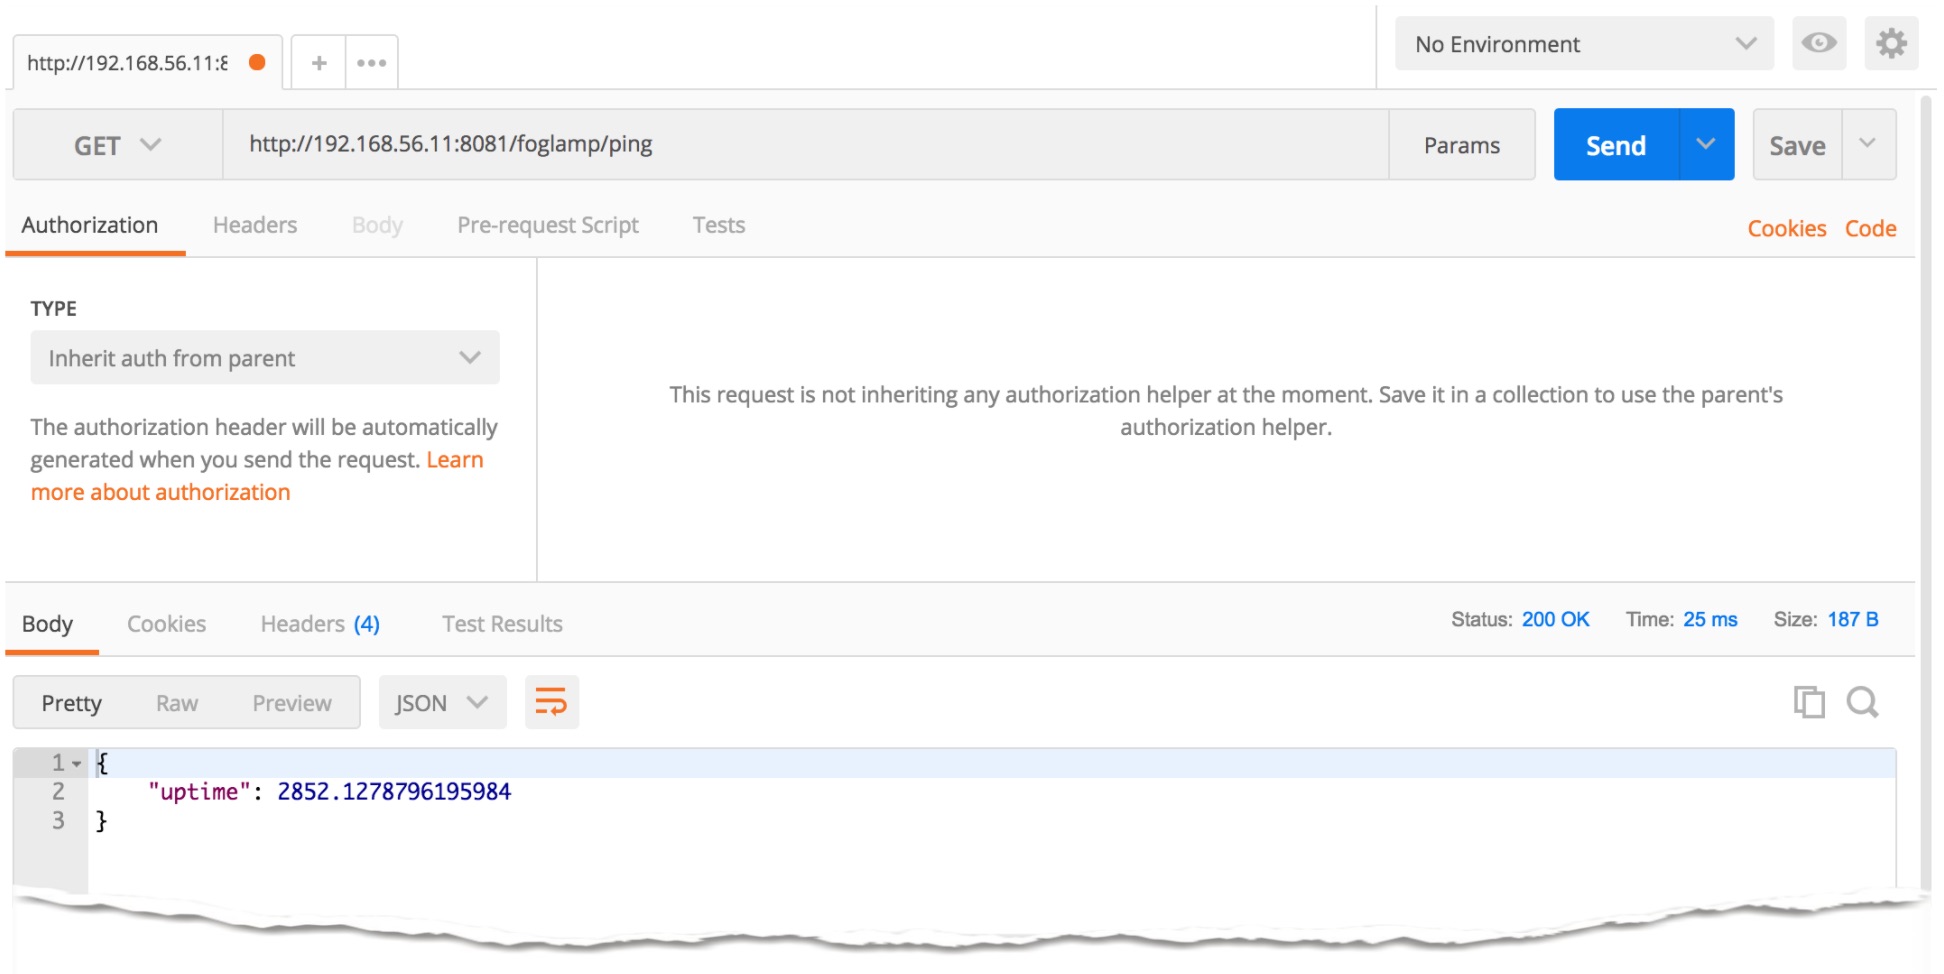 http://192.168.56.11:8
No Environment
GET
http://192.168.56.11:8081/foglamp/ping
Params
Send
Save
Authorization
Headers
Body
Pre-request Script
Tests
Cookies
Code
TYPE
Inherit auth from parent
The authorization header will be automatically
generated when you send the request. Learn
more about authorization
This request is not inheriting any authorization helper at the moment. Save it in a collection to use the parent's
authorization helper.
Body
Cookies
Headers (4)
Test Results
Status: 200 OK
Time: 25 ms
Size: 187 B
Pretty
Raw
Preview
JSON
1 {
2 "uptime": 2852.1278796195984
3 }